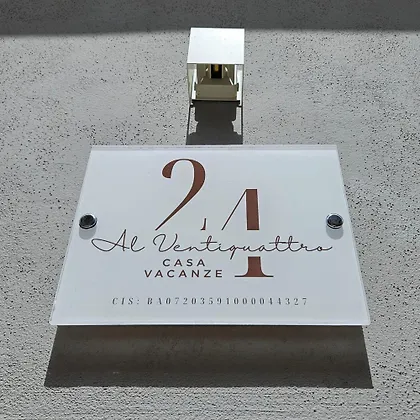 24
Al Ventiquattro
CASA
VACANZE
CIS: BA07203591000044327